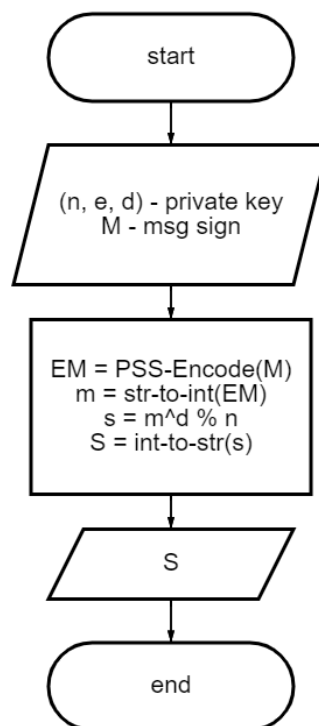 start
(n, e, d) - private key
M - msg sign
EM = PSS-Encode(M)
m = str-to-int(EM)
s = m^d % n
S = int-to-str(s)
S
end